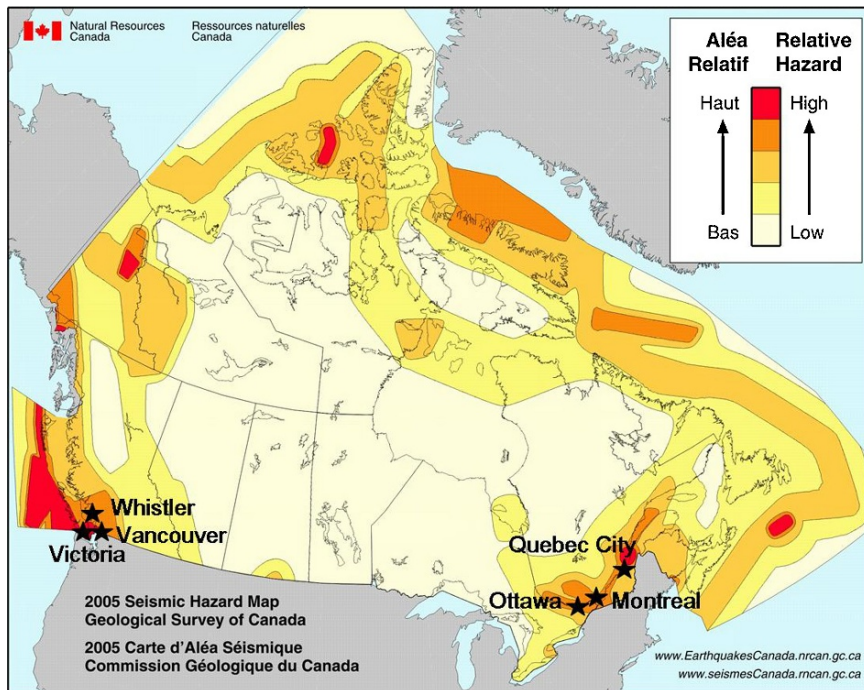 Natural Resources
Canada
Ressources naturelles
Canada
Aléa
Relatif
Relative
Hazard
Haut
High
Bas
Low
Whistler
Vancouver
Victoria
Quebec City
Ottawa
Montreal
2005 Seismic Hazard Map
Geological Survey of Canada
2005 Carte d'Aléa Séismique
Commission Géologique du Canada
www.EarthquakesCanada.nrcan.gc.ca
www.seismesCanada.rncan.gc.ca